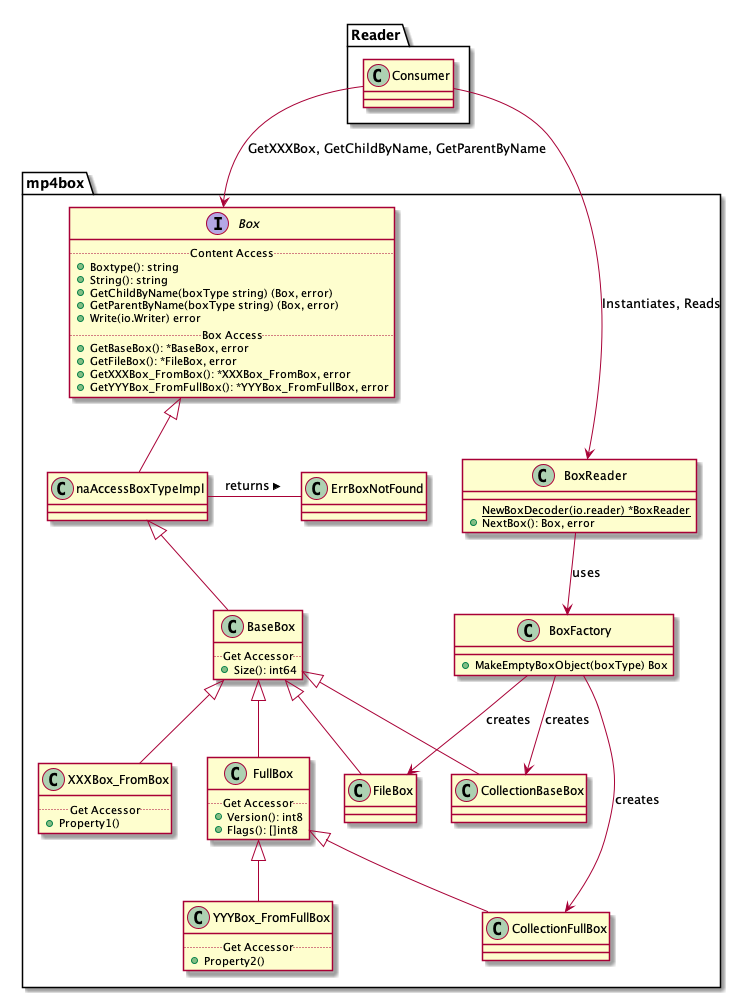 Reader
C Consumer
GetXXXBox, GetChildByName, GetParentByName
mp4box
I Box
Content Access
Boxtype(): string
String(): string
GetChildByName(boxType string) (Box, error)
GetParentByName(boxType string) (Box, error)
Write(io.Writer) error
Box Access
GetBaseBox(): *BaseBox, error
GetFileBox(): *FileBox, error
GetXXXBox_FromBox(): *XXXBox_FromBox, error
GetYYYBox_FromFullBox(): *YYYBox_FromFullBox, error
Instantiates, Reads
C naAccessBoxTypeImpl
returns
C ErrBoxNotFound
C BoxReader
NewBoxDecoder(io.reader) *BoxReader
NextBox(): Box, error
uses
C BaseBox
Get Accessor
Size(): int64
C BoxFactory
MakeEmptyBoxObject(boxType) Box
creates
creates
creates
C XXXBox_FromBox
Get Accessor
Property1()
C FullBox
Get Accessor
Version(): int8
Flags(): []int8
C FileBox
C CollectionBaseBox
C YYYBox_FromFullBox
Get Accessor
Property2()
C CollectionFullBox